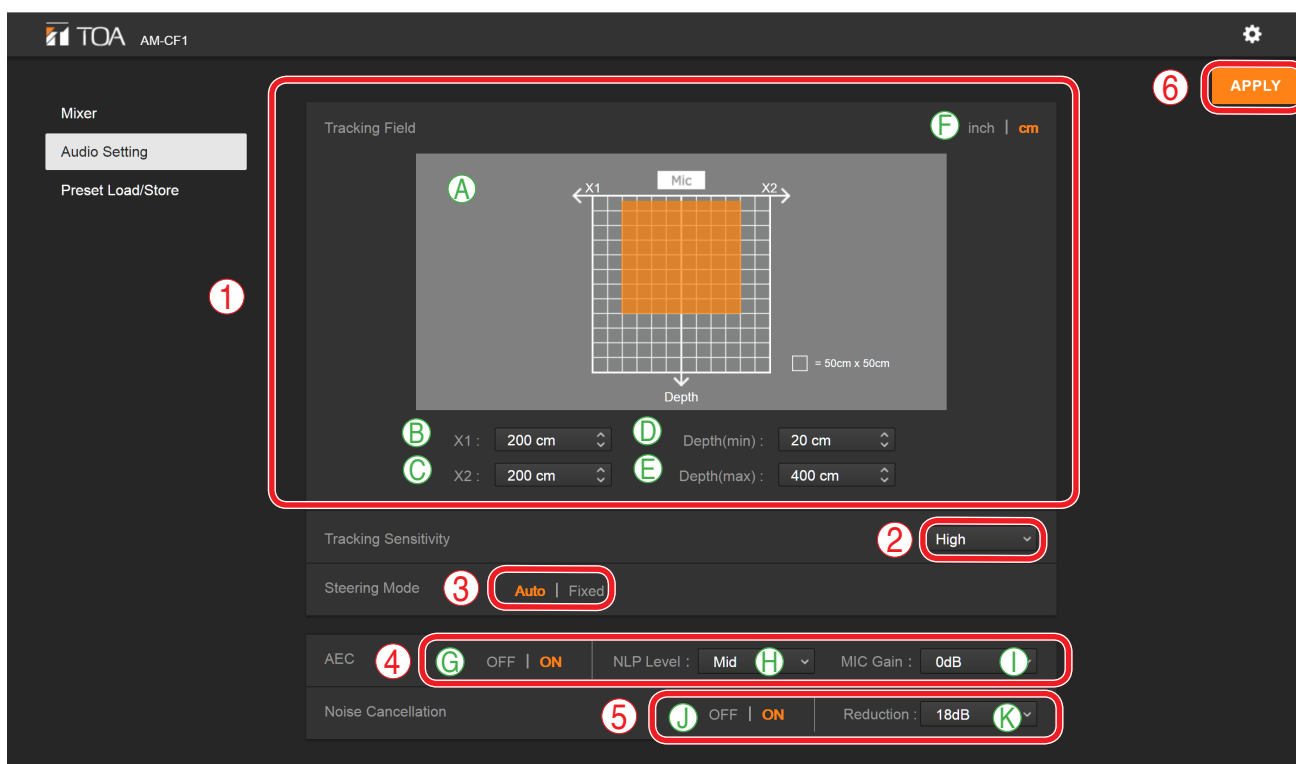 TOA AM-CF1
6 APPLY
Mixer
Audio Setting
Preset Load/Store
1
Tracking Field
F inch | cm
A
X1 Mic X2
= 50cm x 50cm
Depth
B X1 : 200 cm D Depth(min) : 20 cm
C X2 : 200 cm E Depth(max) : 400 cm
Tracking Sensitivity 2 High
Steering Mode 3 Auto | Fixed
AEC 4 G OFF | ON NLP Level : Mid H MIC Gain : 0dB I
Noise Cancellation 5 J OFF | ON Reduction : 18dB K